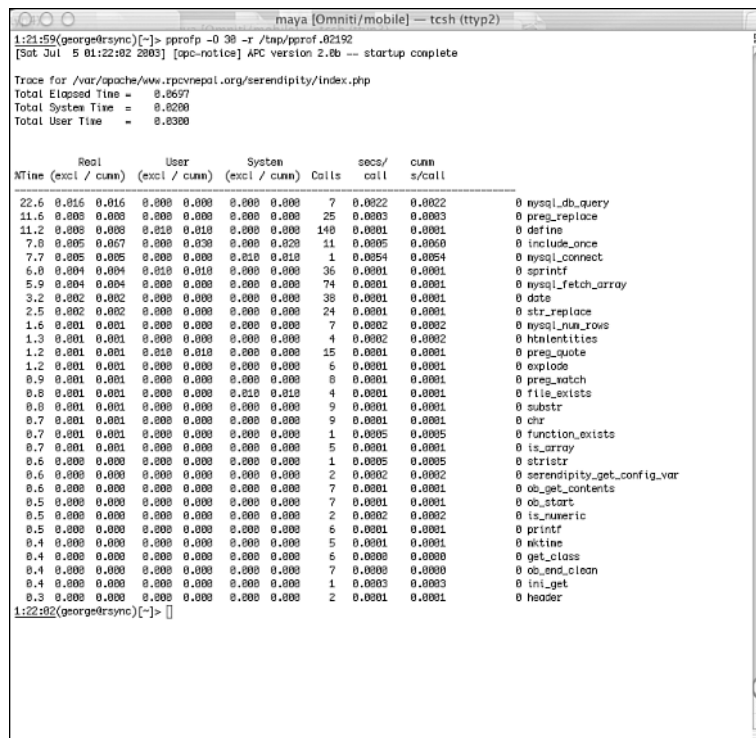 maya [Omniti/mobile] — tcsh (ttyp2)
1:21:59(george@rsync)[~]> pprofp -O 30 -r /tmp/pprof.02192
[Sat Jul 5 01:22:02 2003] [apc-notice] APC version 2.0b -- startup complete
Trace for /var/apache/www.rpcvnepal.org/serendipity/index.php
Total Elapsed Time = 0.0697
Total System Time = 0.0200
Total User Time = 0.0300
Real User System secs/ cumm
%Time (excl / cumm) (excl / cumm) (excl / cumm) Calls call s/call
22.6 0.016 0.016 0.000 0.000 0.000 0.000 7 0.0022 0.0022 0 mysql_db_query
11.6 0.008 0.008 0.000 0.000 0.000 0.000 25 0.0003 0.0003 0 preg_replace
11.2 0.008 0.008 0.010 0.010 0.000 0.000 140 0.0001 0.0001 0 define
7.8 0.005 0.067 0.000 0.030 0.000 0.020 11 0.0005 0.0060 0 include_once
7.7 0.005 0.005 0.000 0.000 0.010 0.010 1 0.0054 0.0054 0 mysql_connect
6.0 0.004 0.004 0.010 0.010 0.000 0.000 36 0.0001 0.0001 0 sprintf
5.9 0.004 0.004 0.000 0.000 0.000 0.000 74 0.0001 0.0001 0 mysql_fetch_array
3.2 0.002 0.002 0.000 0.000 0.000 0.000 38 0.0001 0.0001 0 date
2.5 0.002 0.002 0.000 0.000 0.000 0.000 24 0.0001 0.0001 0 str_replace
1.6 0.001 0.001 0.000 0.000 0.000 0.000 7 0.0002 0.0002 0 mysql_num_rows
1.3 0.001 0.001 0.000 0.000 0.000 0.000 4 0.0002 0.0002 0 htmlentities
1.2 0.001 0.001 0.010 0.010 0.000 0.000 15 0.0001 0.0001 0 preg_quote
1.2 0.001 0.001 0.000 0.000 0.000 0.000 6 0.0001 0.0001 0 explode
0.9 0.001 0.001 0.000 0.000 0.000 0.000 8 0.0001 0.0001 0 preg_match
0.8 0.001 0.001 0.000 0.000 0.010 0.010 4 0.0001 0.0001 0 file_exists
0.8 0.001 0.001 0.000 0.000 0.000 0.000 9 0.0001 0.0001 0 substr
0.7 0.001 0.001 0.000 0.000 0.000 0.000 9 0.0001 0.0001 0 chr
0.7 0.001 0.001 0.000 0.000 0.000 0.000 1 0.0005 0.0005 0 function_exists
0.7 0.001 0.001 0.000 0.000 0.000 0.000 5 0.0001 0.0001 0 is_array
0.6 0.000 0.000 0.000 0.000 0.000 0.000 1 0.0005 0.0005 0 stristr
0.6 0.000 0.000 0.000 0.000 0.000 0.000 2 0.0002 0.0002 0 serendipity_get_config_var
0.6 0.000 0.000 0.000 0.000 0.000 0.000 7 0.0001 0.0001 0 ob_get_contents
0.5 0.000 0.000 0.000 0.000 0.000 0.000 7 0.0001 0.0001 0 ob_start
0.5 0.000 0.000 0.000 0.000 0.000 0.000 2 0.0002 0.0002 0 is_numeric
0.5 0.000 0.000 0.000 0.000 0.000 0.000 6 0.0001 0.0001 0 printf
0.4 0.000 0.000 0.000 0.000 0.000 0.000 5 0.0001 0.0001 0 mktime
0.4 0.000 0.000 0.000 0.000 0.000 0.000 6 0.0000 0.0000 0 get_class
0.4 0.000 0.000 0.000 0.000 0.000 0.000 7 0.0000 0.0000 0 ob_end_clean
0.4 0.000 0.000 0.000 0.000 0.000 0.000 1 0.0003 0.0003 0 ini_get
0.3 0.000 0.000 0.000 0.000 0.000 0.000 2 0.0001 0.0001 0 header
1:22:02(george@rsync)[~]>